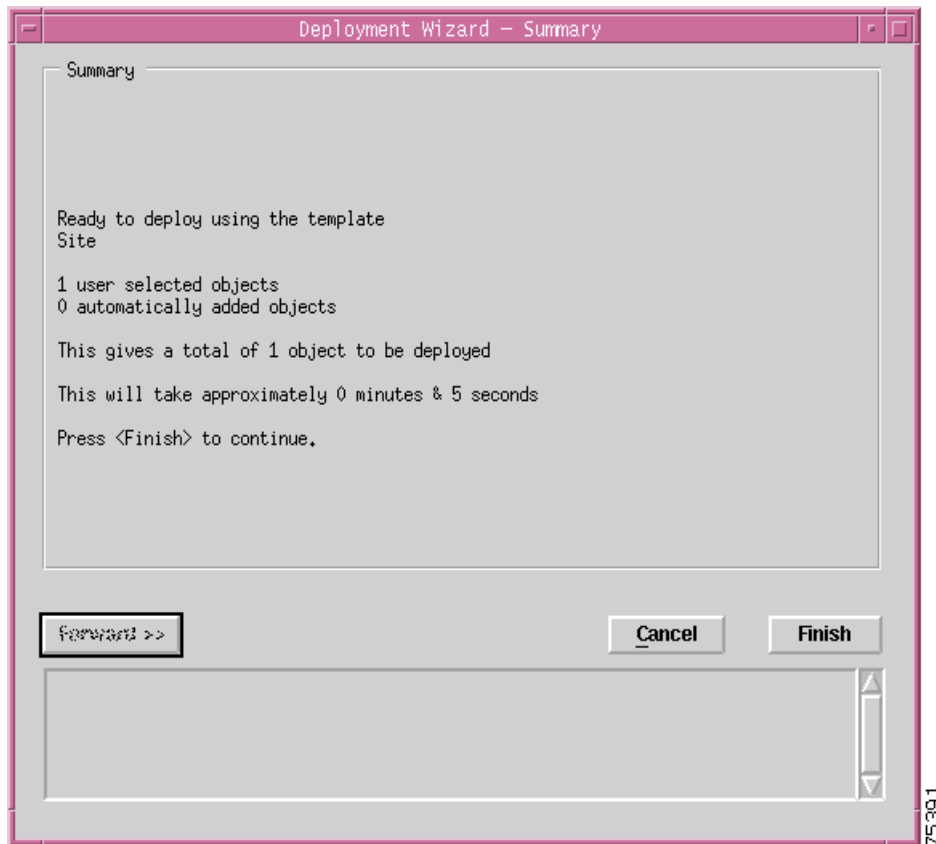 Deployment Wizard – Summary
Summary
Ready to deploy using the template
Site
1 user selected objects
0 automatically added objects
This gives a total of 1 object to be deployed
This will take approximately 0 minutes & 5 seconds
Press <Finish> to continue.
Forward >>
Cancel
Finish
75391